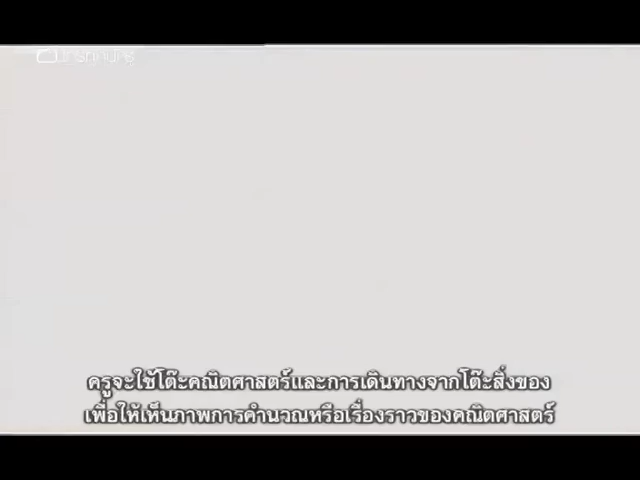 ครูจะใช้โต๊ะคณิตศาสตร์และการเดินทางจากโต๊ะสิ่งของ
เพื่อให้เห็นภาพการคำนวณหรือเรื่องราวของคณิตศาสตร์